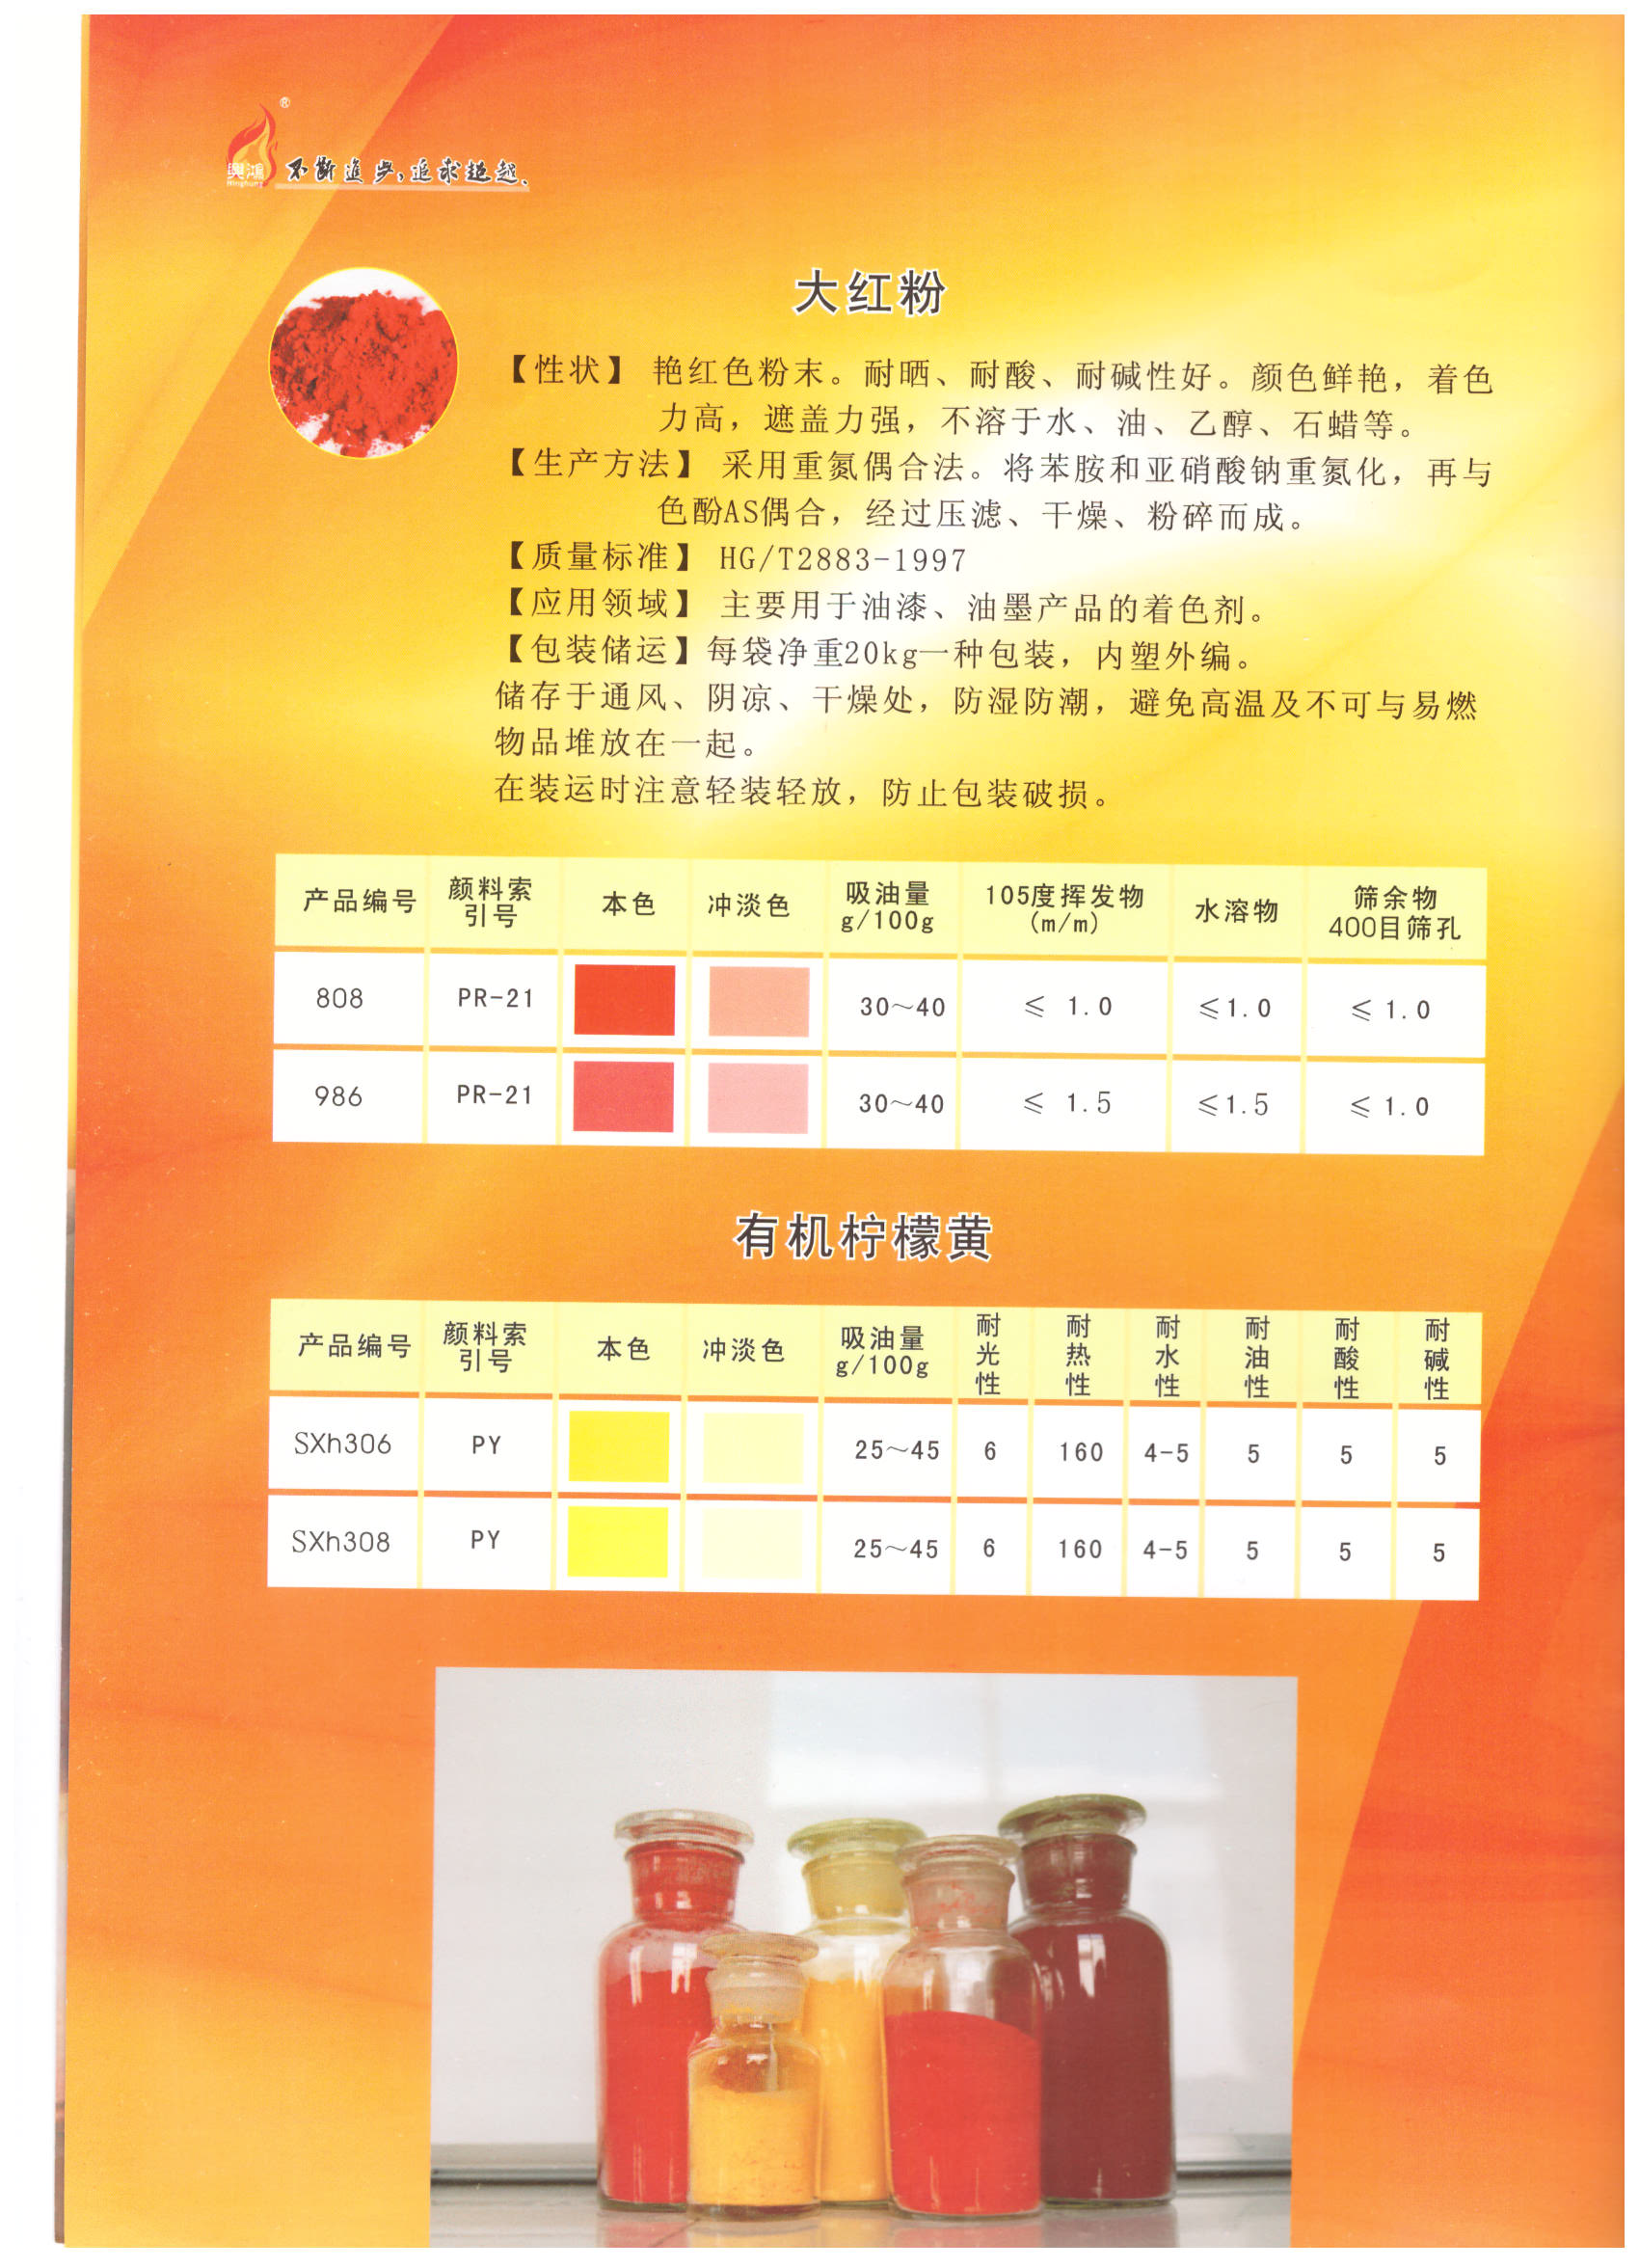 ®
興鴻
Xinghong
不断進步,追求超越.
大红粉
【性状】 艳红色粉末。耐晒、耐酸、耐碱性好。颜色鲜艳，着色
力高，遮盖力强，不溶于水、油、乙醇、石蜡等。
【生产方法】 采用重氮偶合法。将苯胺和亚硝酸钠重氮化，再与
色酚AS偶合，经过压滤、干燥、粉碎而成。
【质量标准】 HG/T2883-1997
【应用领域】 主要用于油漆、油墨产品的着色剂。
【包装储运】每袋净重20kg一种包装，内塑外编。
储存于通风、阴凉、干燥处，防湿防潮，避免高温及不可与易燃
物品堆放在一起。
在装运时注意轻装轻放，防止包装破损。
产品编号 颜料索引号 本色 冲淡色 吸油量 g/100g 105度挥发物 (m/m) 水溶物 筛余物 400目筛孔
808 PR-21 30～40 ≤ 1.0 ≤1.0 ≤ 1.0
986 PR-21 30～40 ≤ 1.5 ≤1.5 ≤ 1.0
有机柠檬黄
产品编号 颜料索引号 本色 冲淡色 吸油量 g/100g 耐光性 耐热性 耐水性 耐油性 耐酸性 耐碱性
SXh306 PY 25～45 6 160 4-5 5 5 5
SXh308 PY 25～45 6 160 4-5 5 5 5